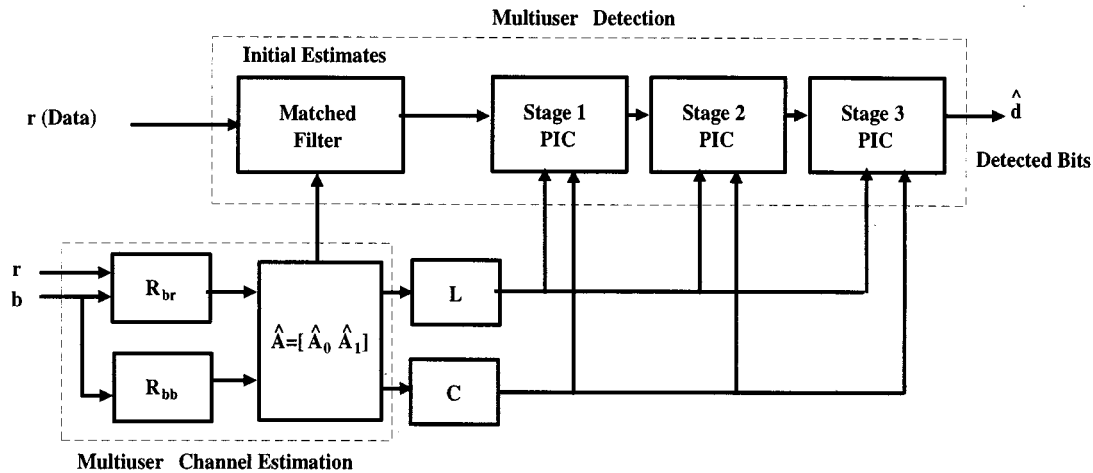 Multiuser Detection
Initial Estimates
r (Data)
Matched
Filter
Stage 1
PIC
Stage 2
PIC
Stage 3
PIC
^
d
Detected Bits
r
b
R_br
R_bb
Â=[ Â_0 Â_1]
L
C
Multiuser Channel Estimation